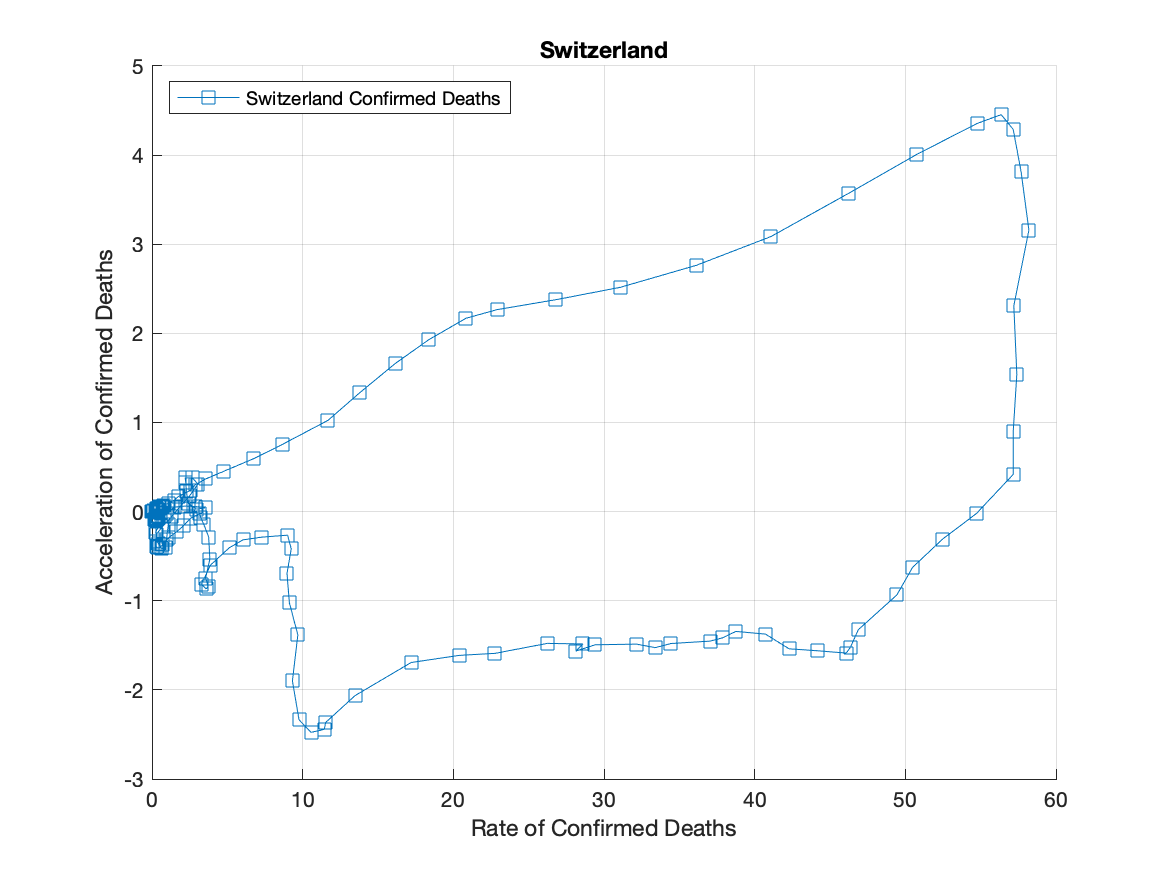 Switzerland
Switzerland Confirmed Deaths
5
4
3
2
1
0
-1
-2
-3
Acceleration of Confirmed Deaths
0 10 20 30 40 50 60
Rate of Confirmed Deaths